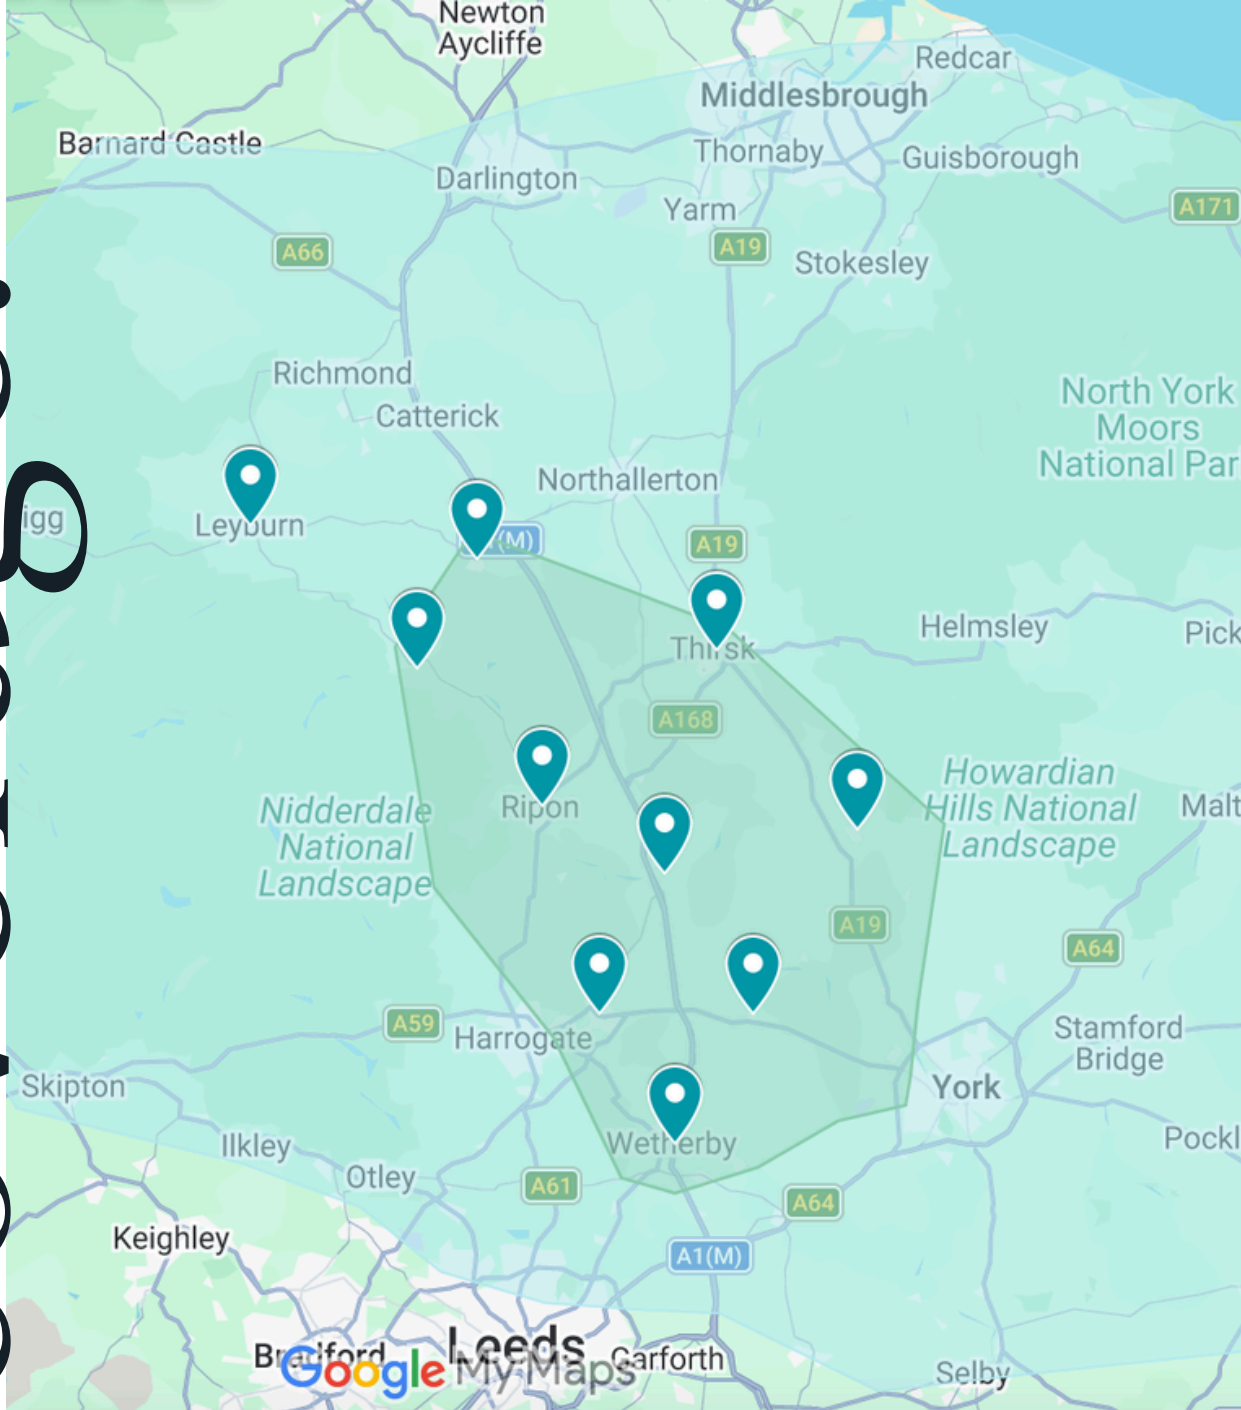 Newton
Aycliffe
Redcar
Middlesbrough
Barnard Castle
Thornaby
Guisborough
Darlington
Yarm
A171
A66
A19
Stokesley
Richmond
Catterick
North York
Moors
National Par
Northallerton
igg
Leyburn
(M)
A19
Helmsley
Pick
Thirsk
A168
Howardian
Hills National
Landscape
Nidderdale
National
Landscape
Ripon
Malt
A19
A64
A59
Harrogate
Stamford
Bridge
Skipton
York
Ilkley
Wetherby
Pockl
Otley
A61
A64
Keighley
A1(M)
Bradford
Leeds
Garforth
Google My Maps
Selby